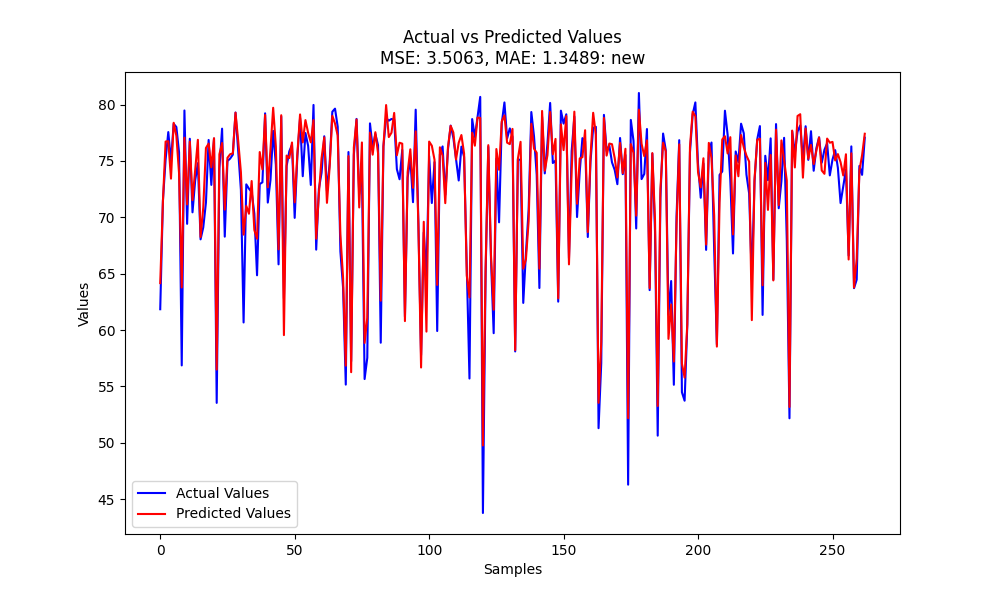 Actual vs Predicted Values
MSE: 3.5063, MAE: 1.3489: new
80
75
70
65
60
55
50
45
Values
Actual Values
Predicted Values
0 50 100 150 200 250
Samples